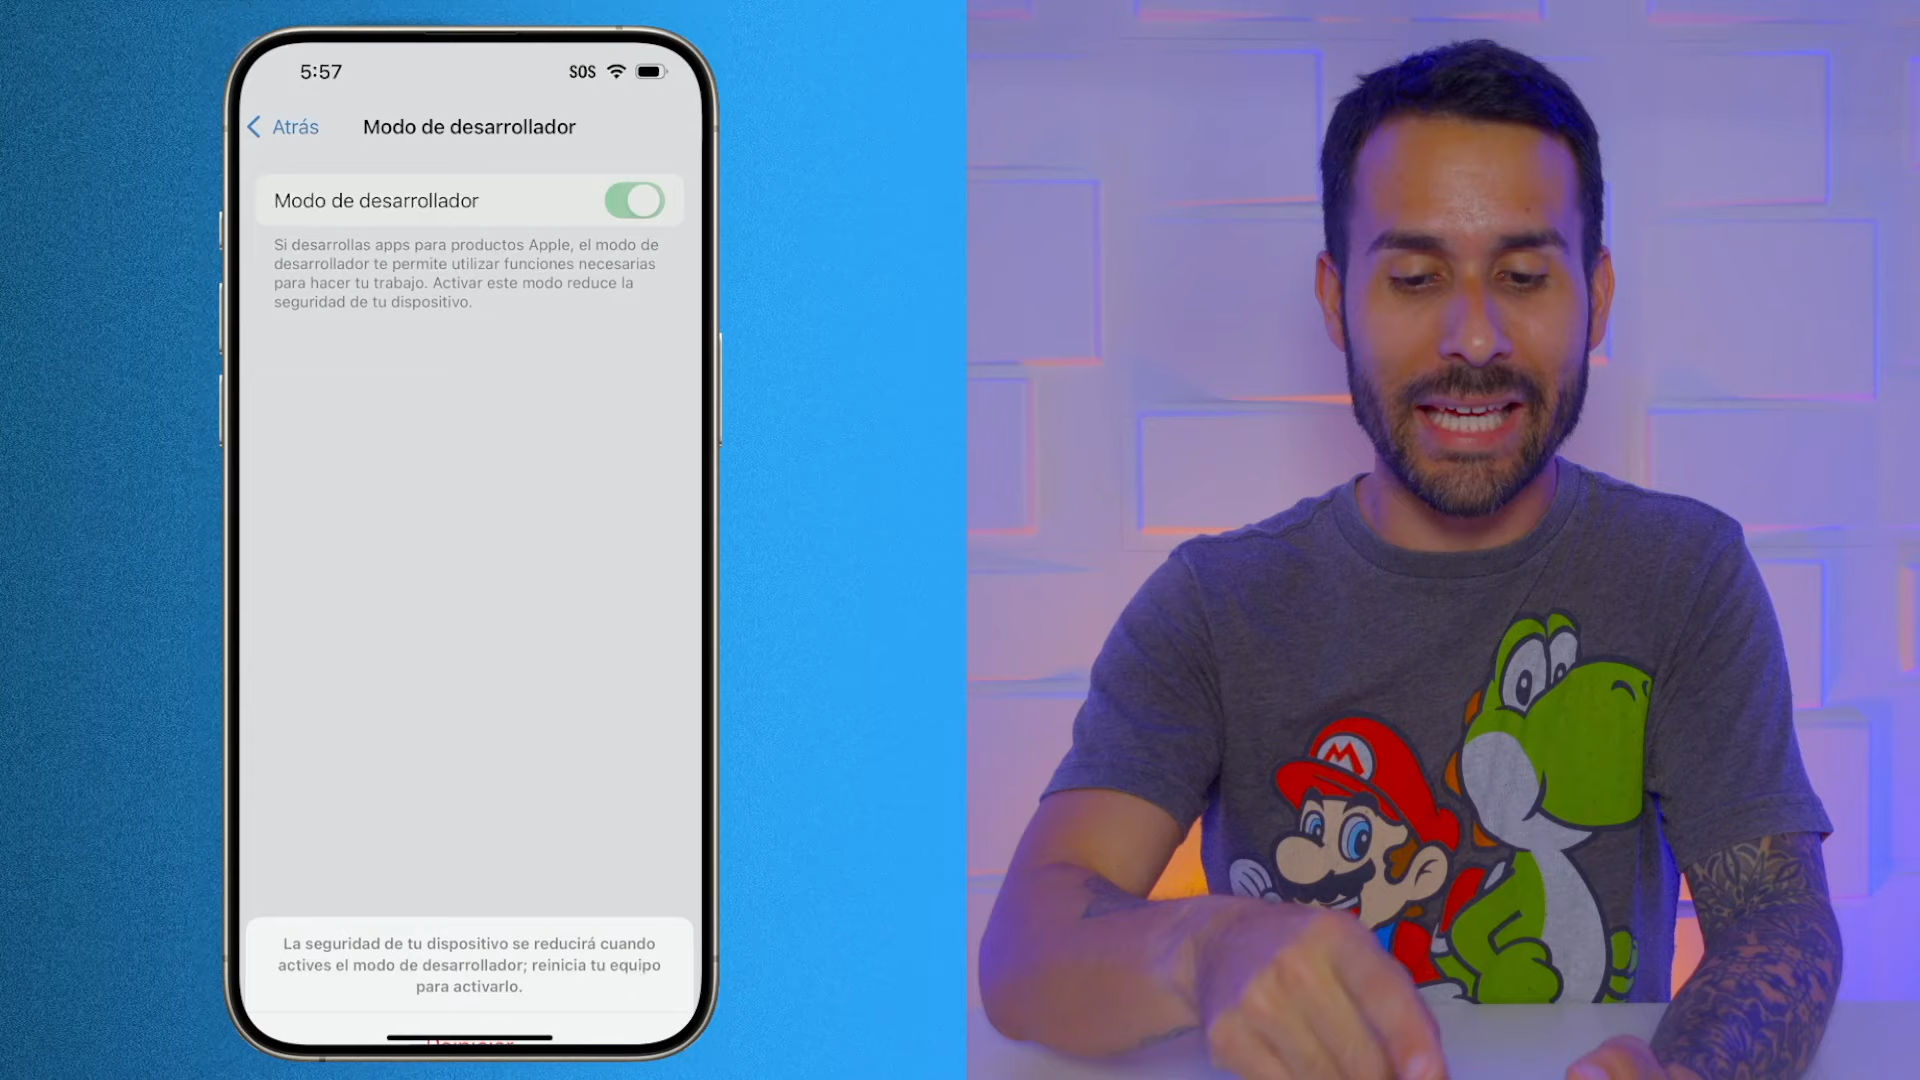 5:57
SOS
Atrás
Modo de desarrollador
Modo de desarrollador
Si desarrollas apps para productos Apple, el modo de
desarrollador te permite utilizar funciones necesarias
para hacer tu trabajo. Activar este modo reduce la
seguridad de tu dispositivo.
La seguridad de tu dispositivo se reducirá cuando
actives el modo de desarrollador; reinicia tu equipo
para activarlo.
M